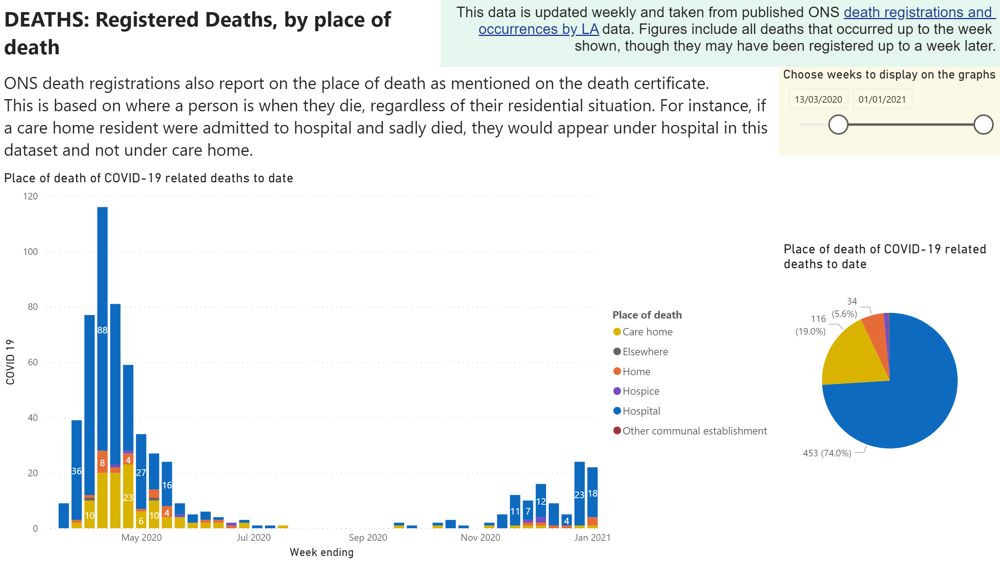 DEATHS: Registered Deaths, by place of
death
This data is updated weekly and taken from published ONS death registrations and
occurrences by LA data. Figures include all deaths that occurred up to the week
shown, though they may have been registered up to a week later.
ONS death registrations also report on the place of death as mentioned on the death certificate.
This is based on where a person is when they die, regardless of their residential situation. For instance, if
a care home resident were admitted to hospital and sadly died, they would appear under hospital in this
dataset and not under care home.
Choose weeks to display on the graphs
13/03/2020 01/01/2021
Place of death of COVID-19 related deaths to date
COVID 19
120
100
80
60
40
20
0
36
10
88
8
4
23
27
6
10
16
4
11
7
12
4
23
18
May 2020 Jul 2020 Sep 2020 Nov 2020 Jan 2021
Week ending
Place of death
Care home
Elsewhere
Home
Hospice
Hospital
Other communal establishment
Place of death of COVID-19 related
deaths to date
34
(5.6%)
116
(19.0%)
453 (74.0%)